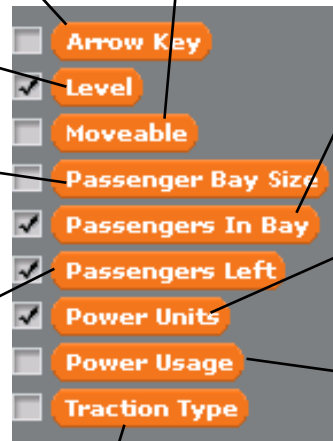 Arrow Key
Level
Moveable
Passenger Bay Size
Passengers In Bay
Passengers Left
Power Units
Power Usage
Traction Type